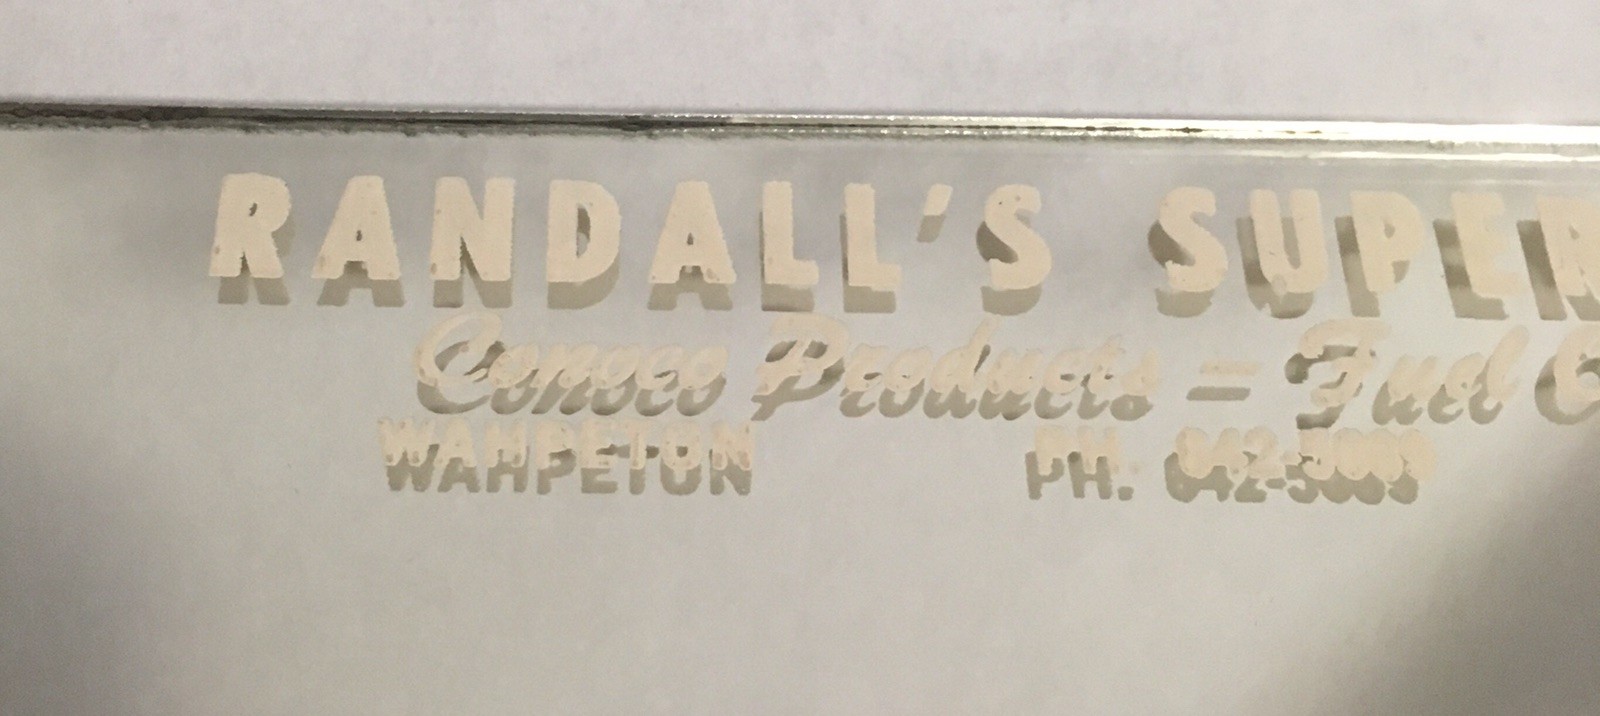 RANDALL'S SUPER
Conoco Products — Fuel
WAHPETON PH.